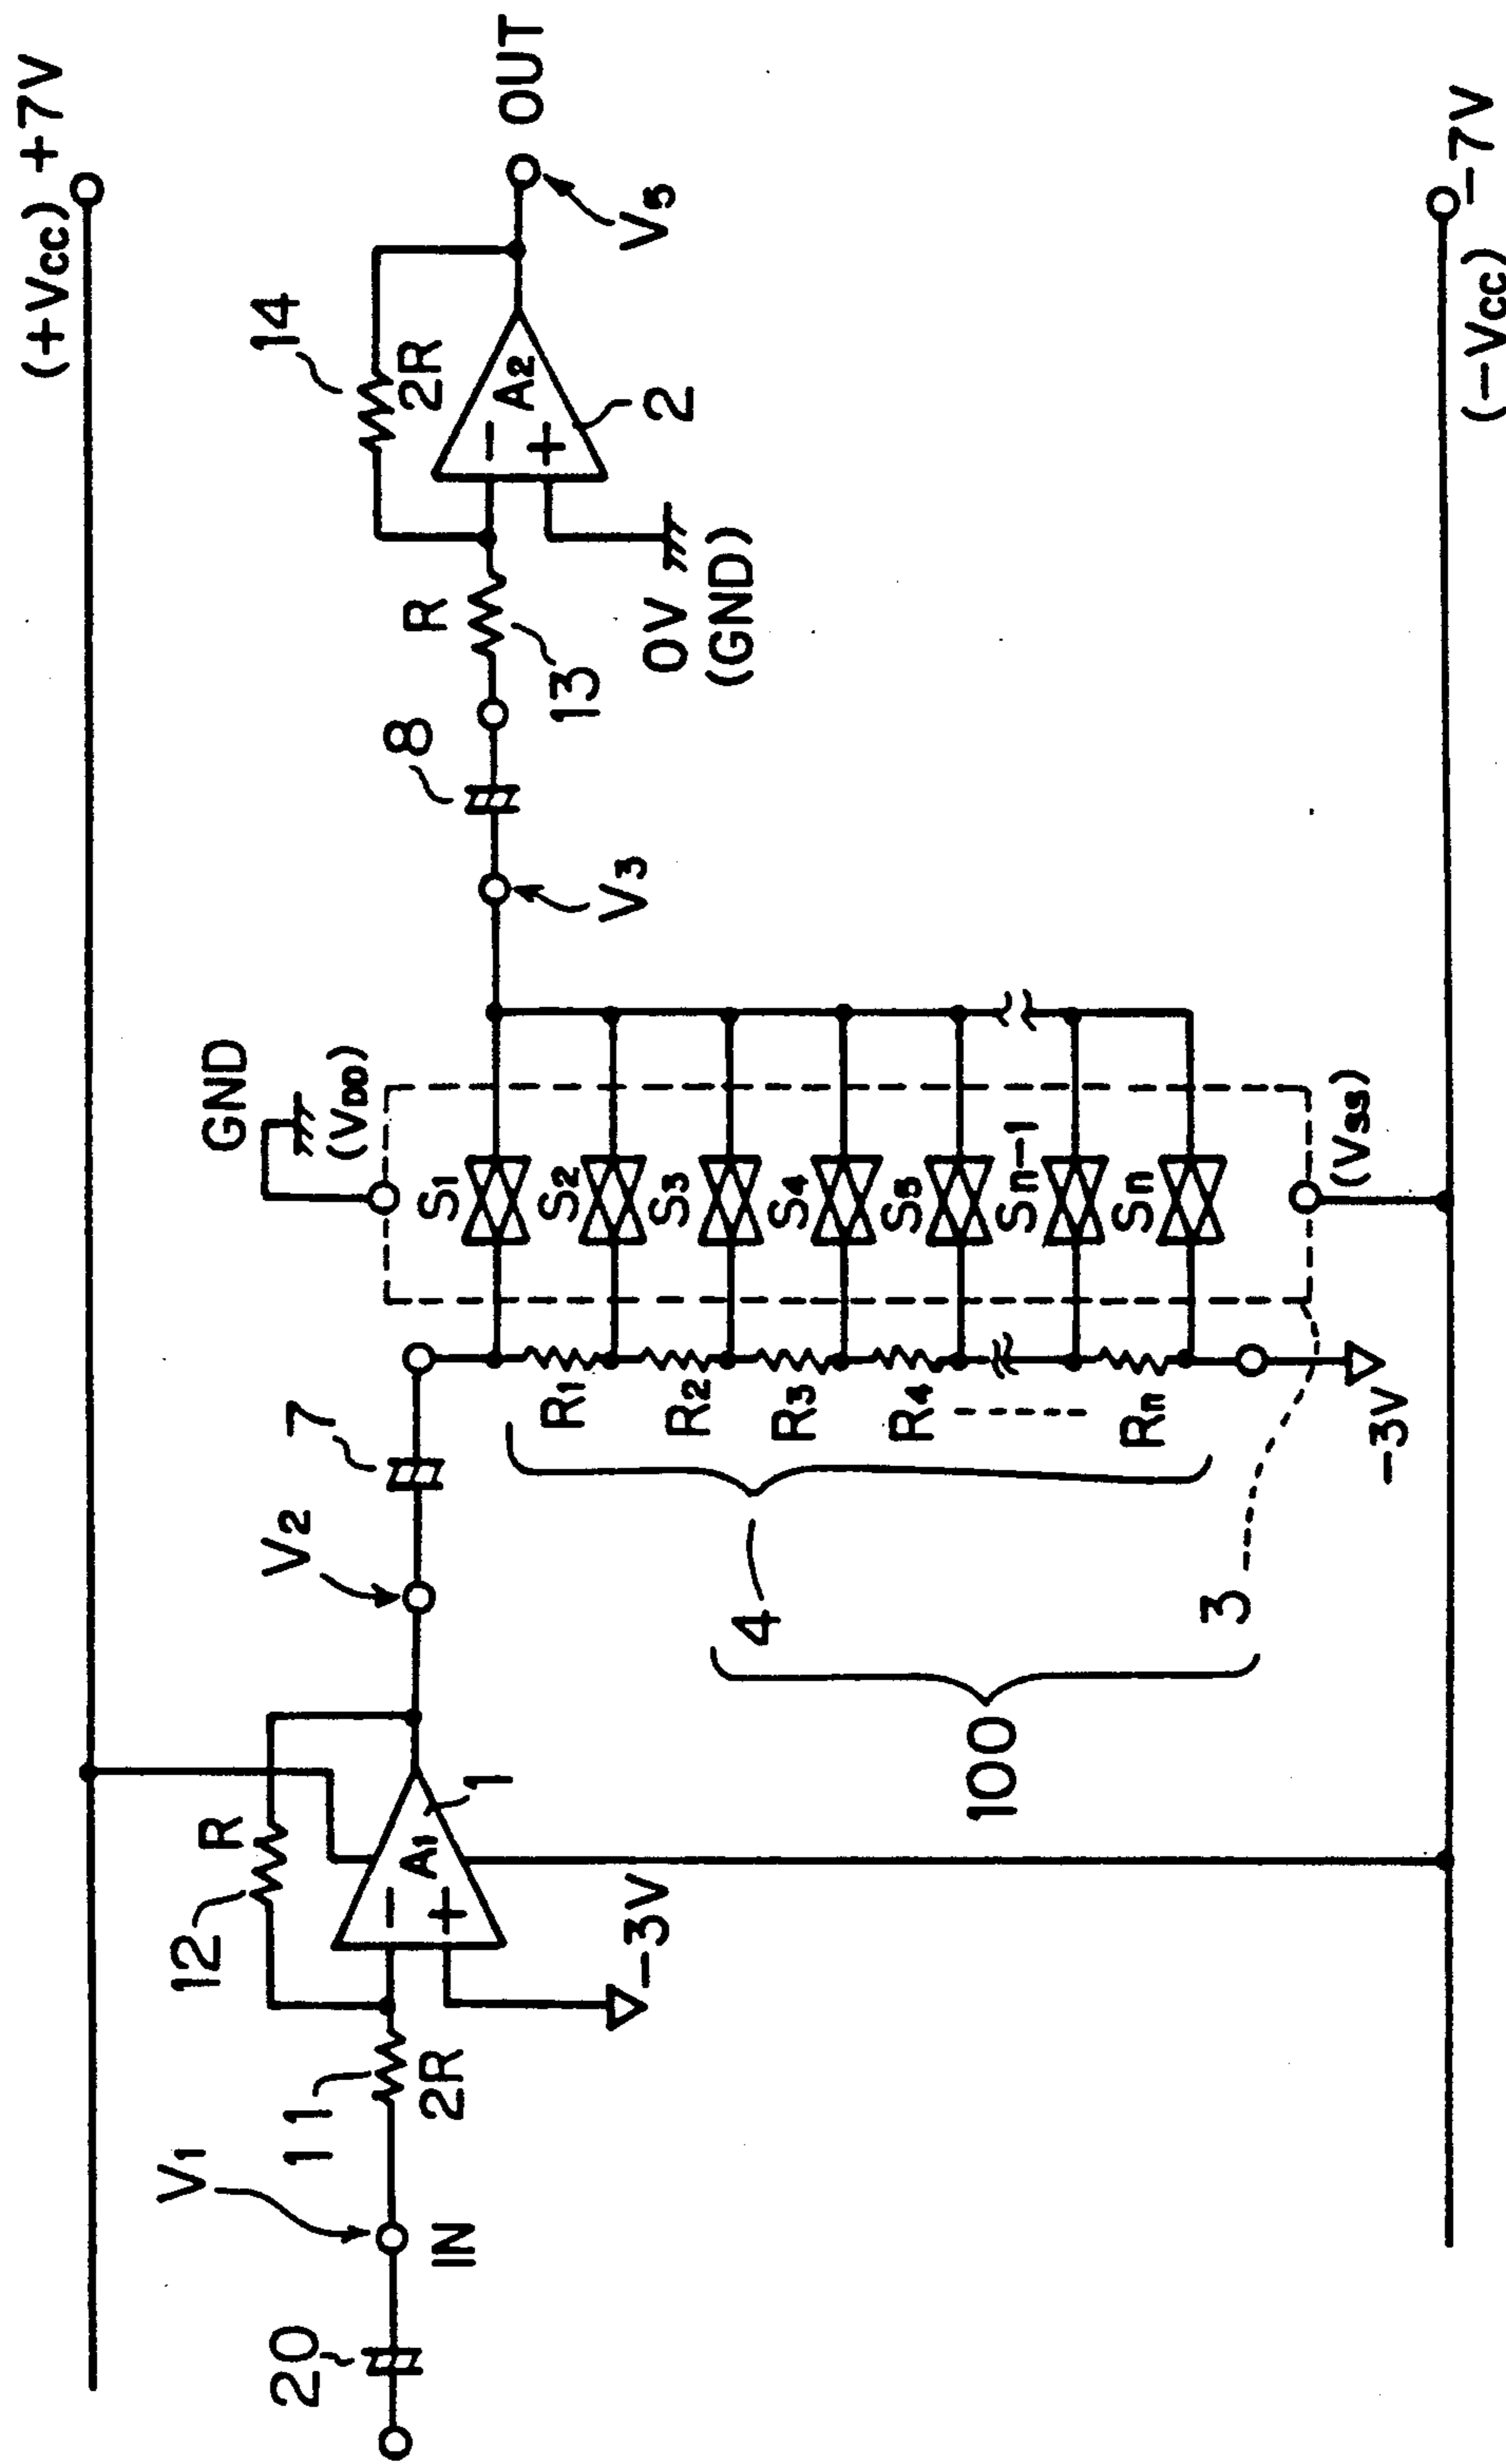 (+Vcc) +7V
20
V1
IN
11
2R
12
R
A1
−
+
1
-3V
V2
7
GND
(VDD)
S1
S2
S3
S4
S5
Sn-1
Sn
R1
R2
R3
R4
Rn
4
3
100
-3V
(Vss)
V3
8
R
13
14
2R
A2
−
+
2
0V
(GND)
OUT
V5
(-Vcc)
-7V